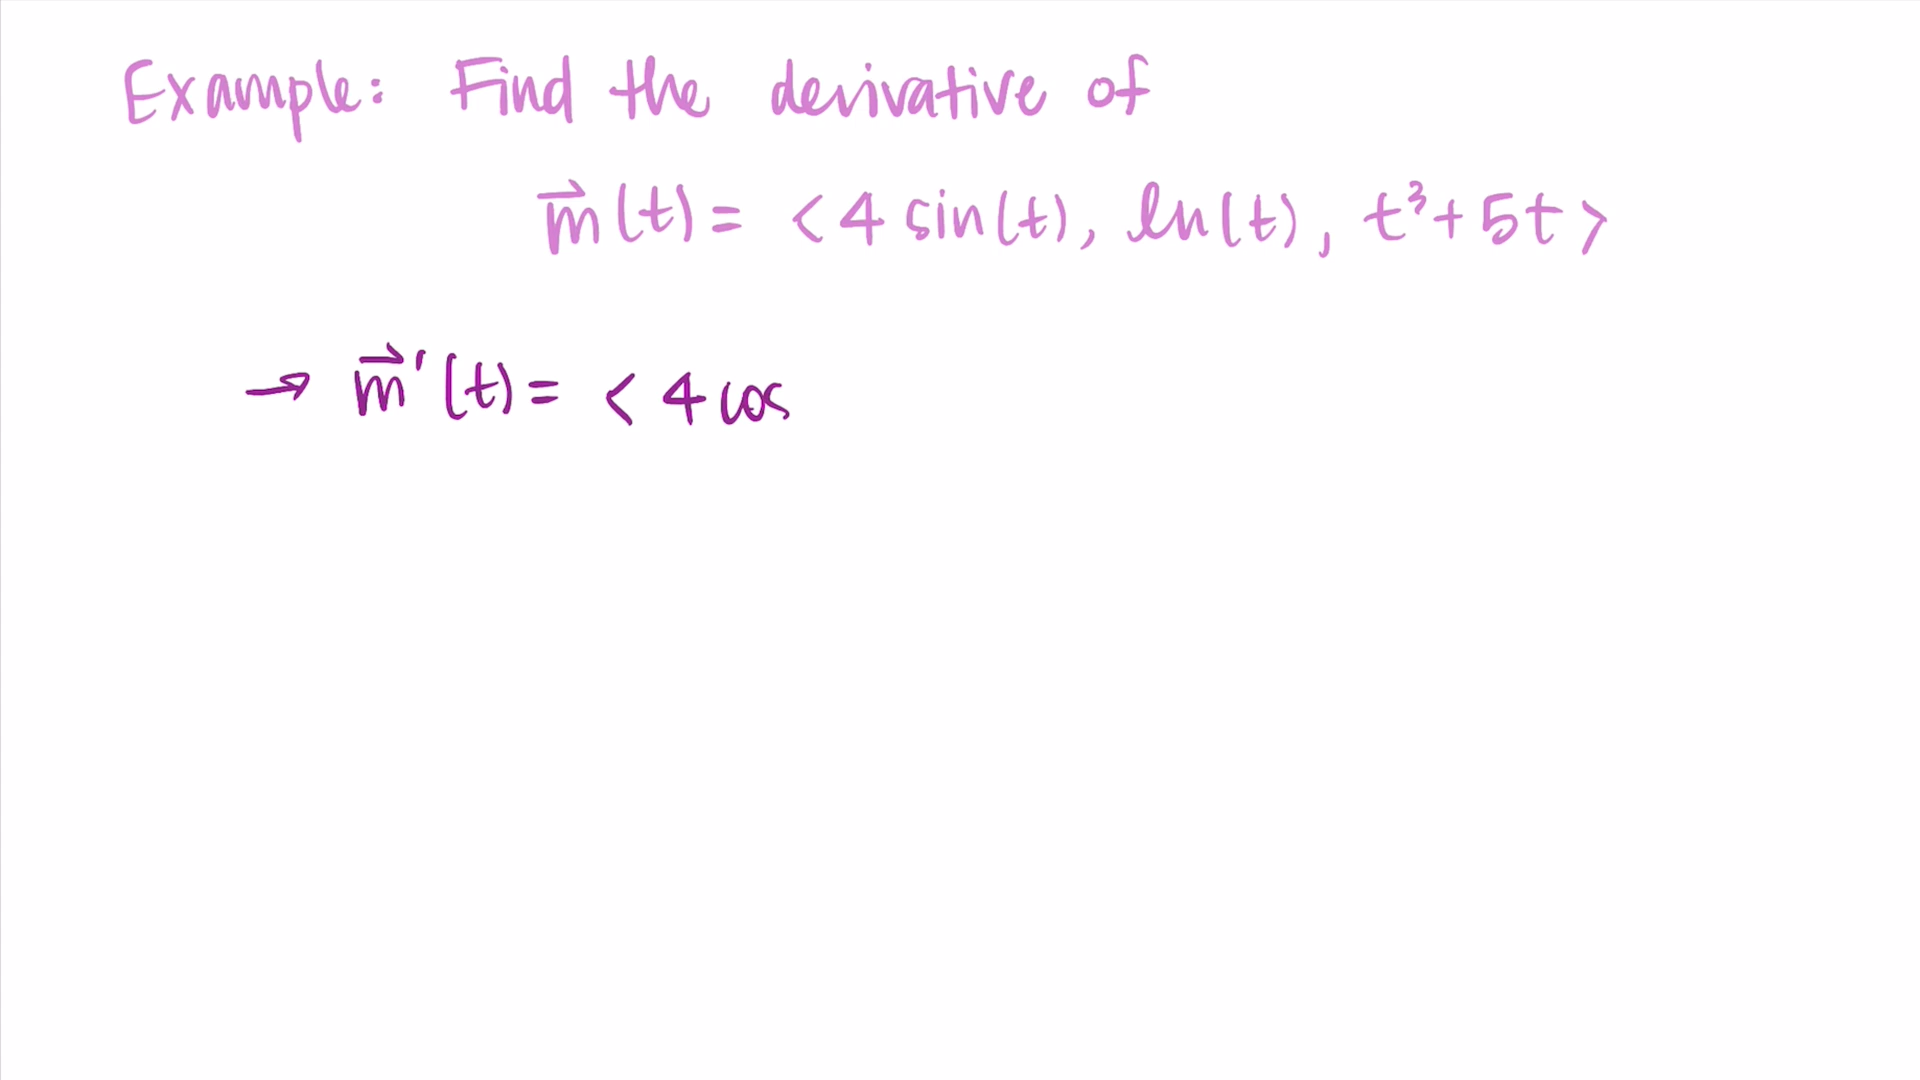 Example: Find the derivative of
m⃗(t) = <4 sin(t), ln(t), t³+5t>
→ m⃗'(t) = < 4 cos